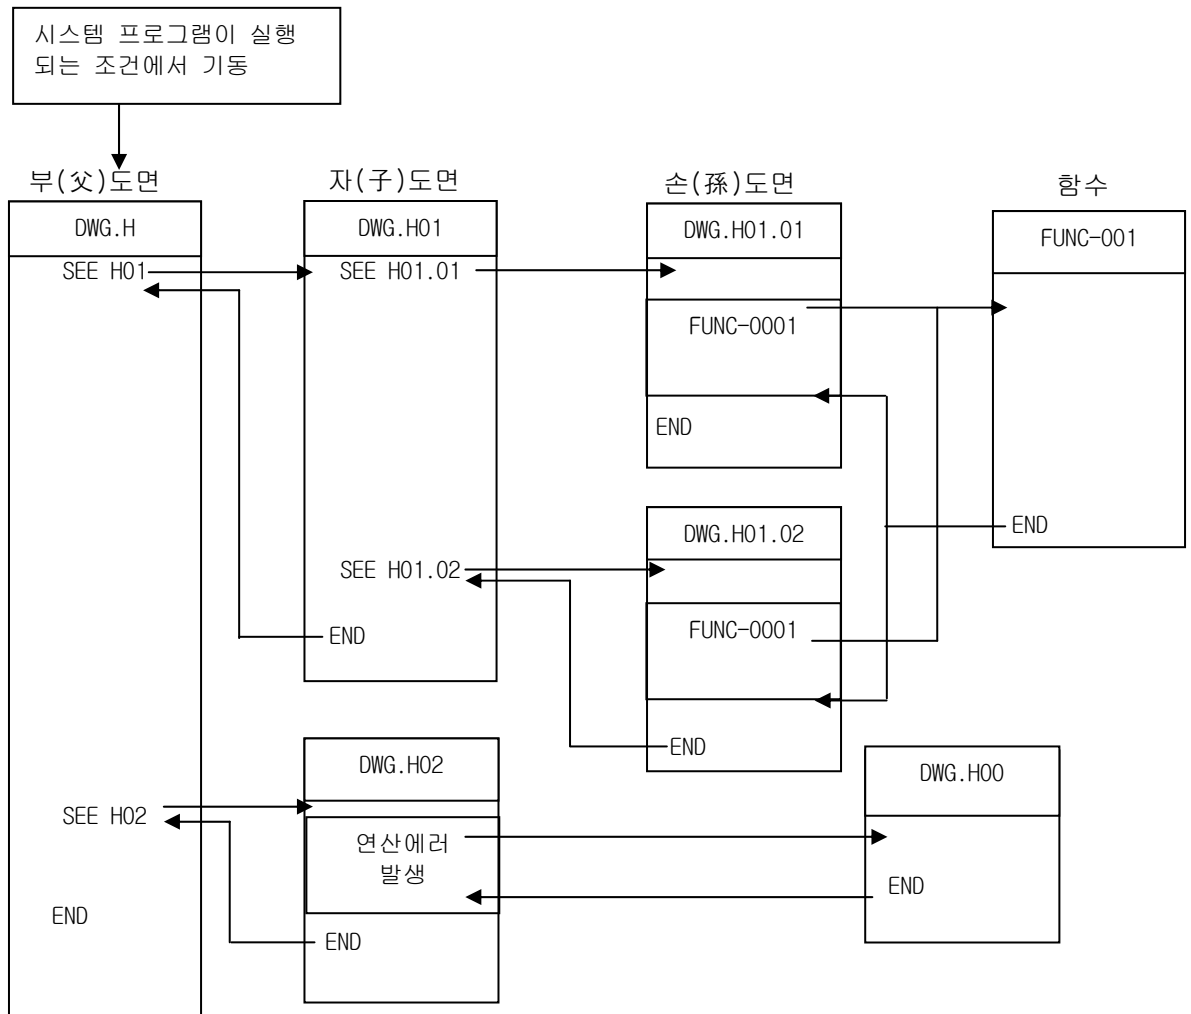 시스템 프로그램이 실행
되는 조건에서 기동
부(父)도면
자(子)도면
손(孫)도면
함수
DWG.H
SEE H01
SEE H02
END
DWG.H01
SEE H01.01
SEE H01.02
END
DWG.H01.01
FUNC-0001
END
FUNC-001
END
DWG.H01.02
FUNC-0001
END
DWG.H02
연산에러
발생
END
DWG.H00
END